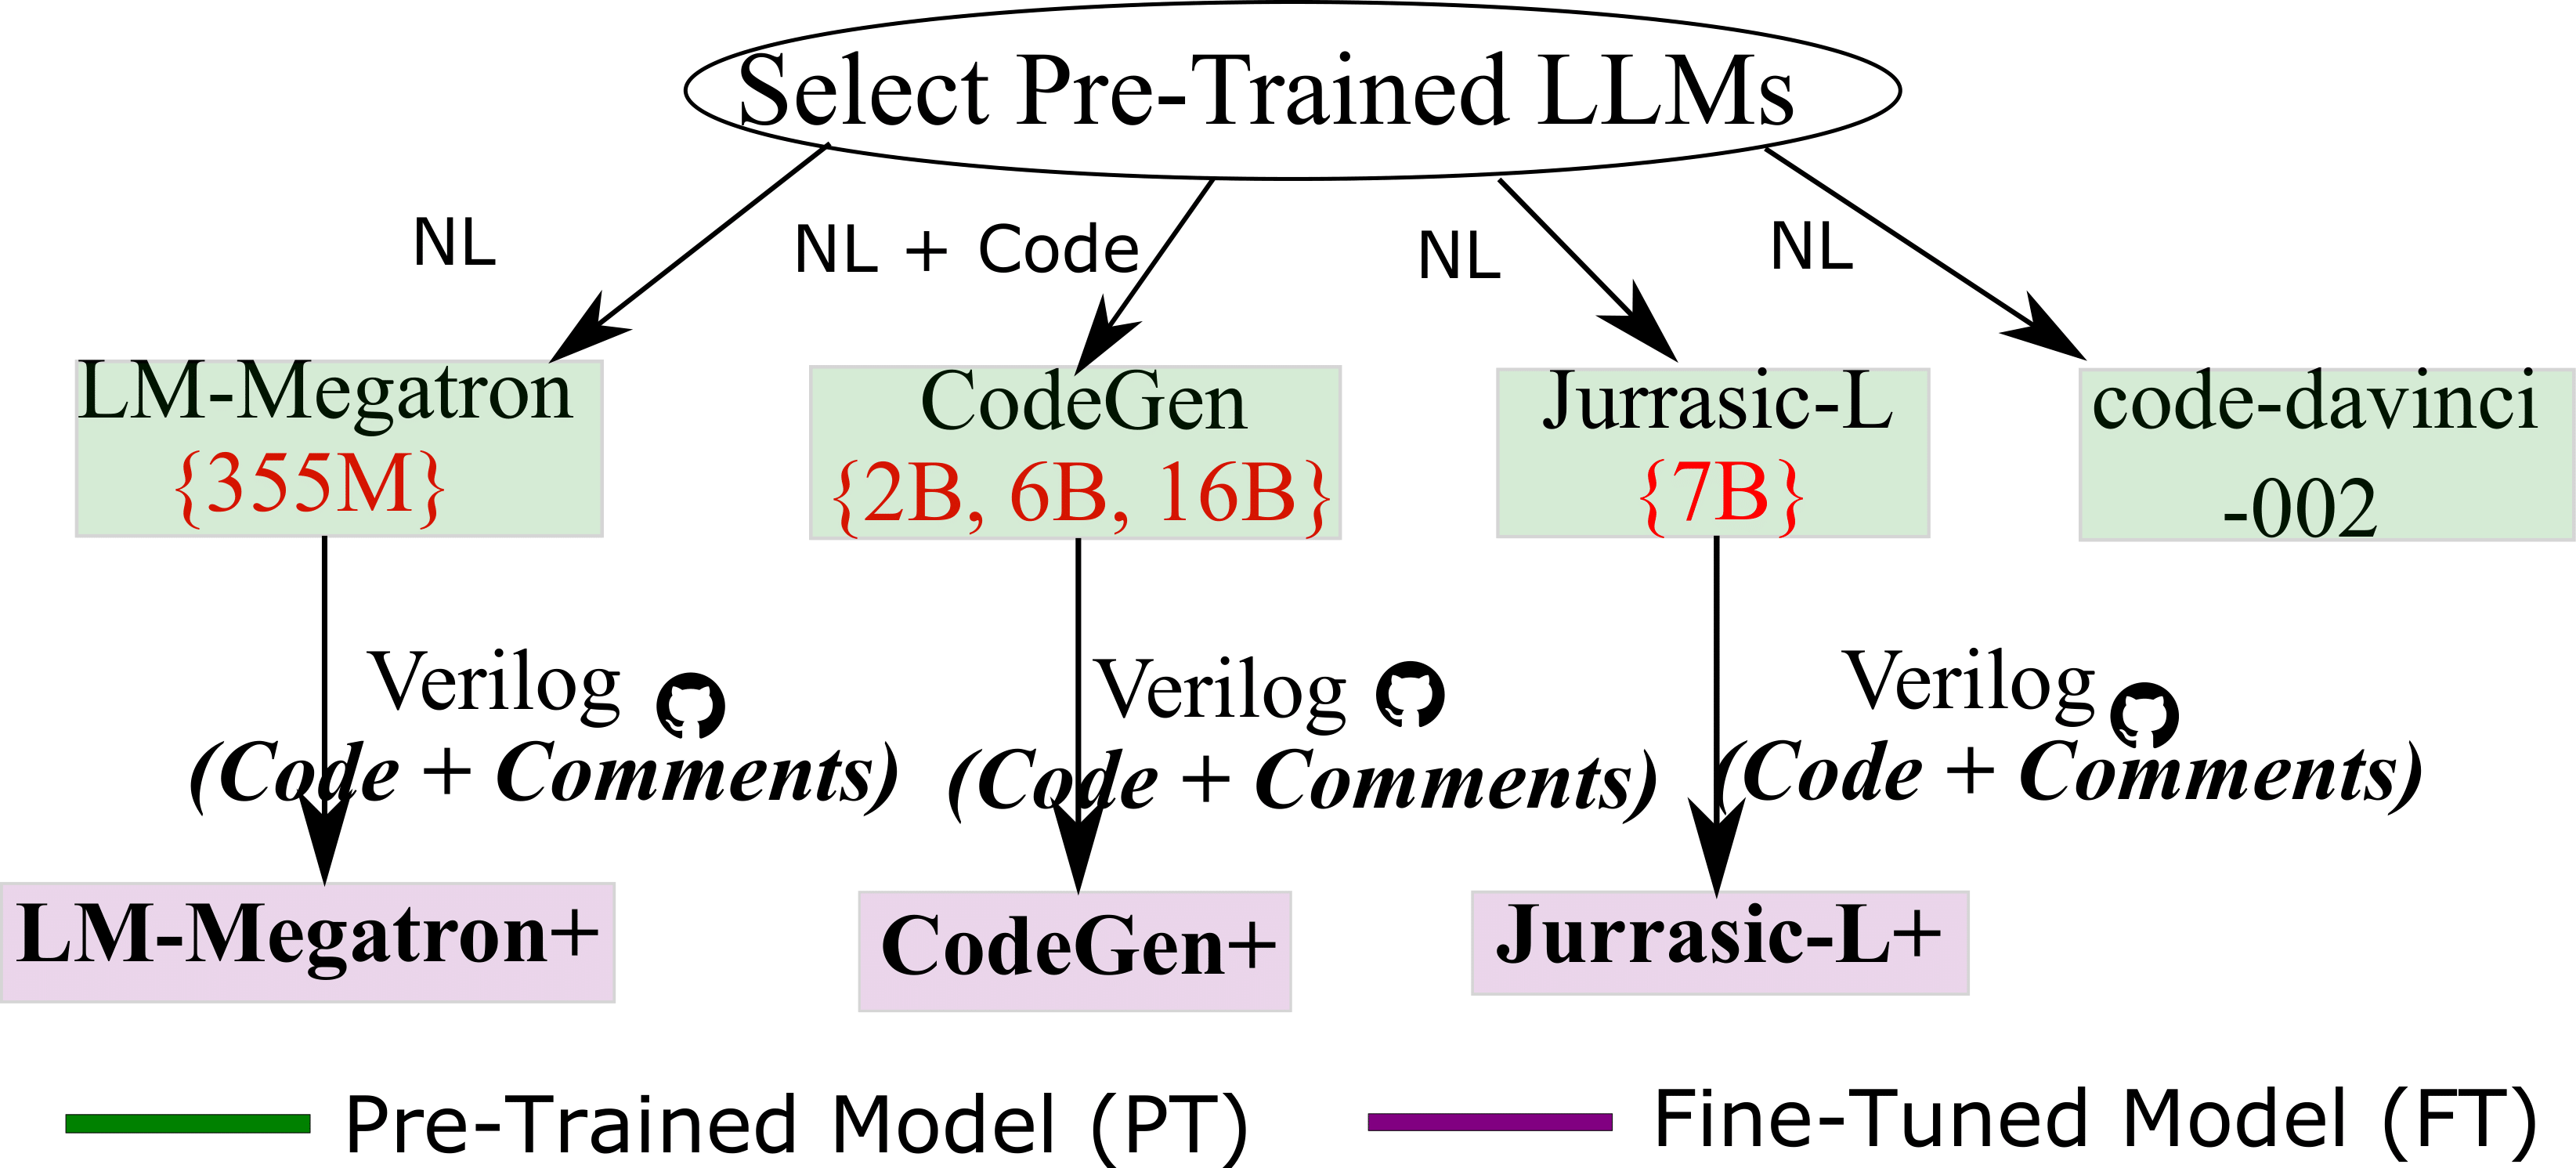 Select Pre-Trained LLMs
NL
NL + Code
NL
NL
LM-Megatron
{355M}
CodeGen
{2B, 6B, 16B}
Jurrasic-L
{7B}
code-davinci
-002
Verilog
(Code + Comments)
Verilog
(Code + Comments)
Verilog
(Code + Comments)
LM-Megatron+
CodeGen+
Jurrasic-L+
Pre-Trained Model (PT)
Fine-Tuned Model (FT)